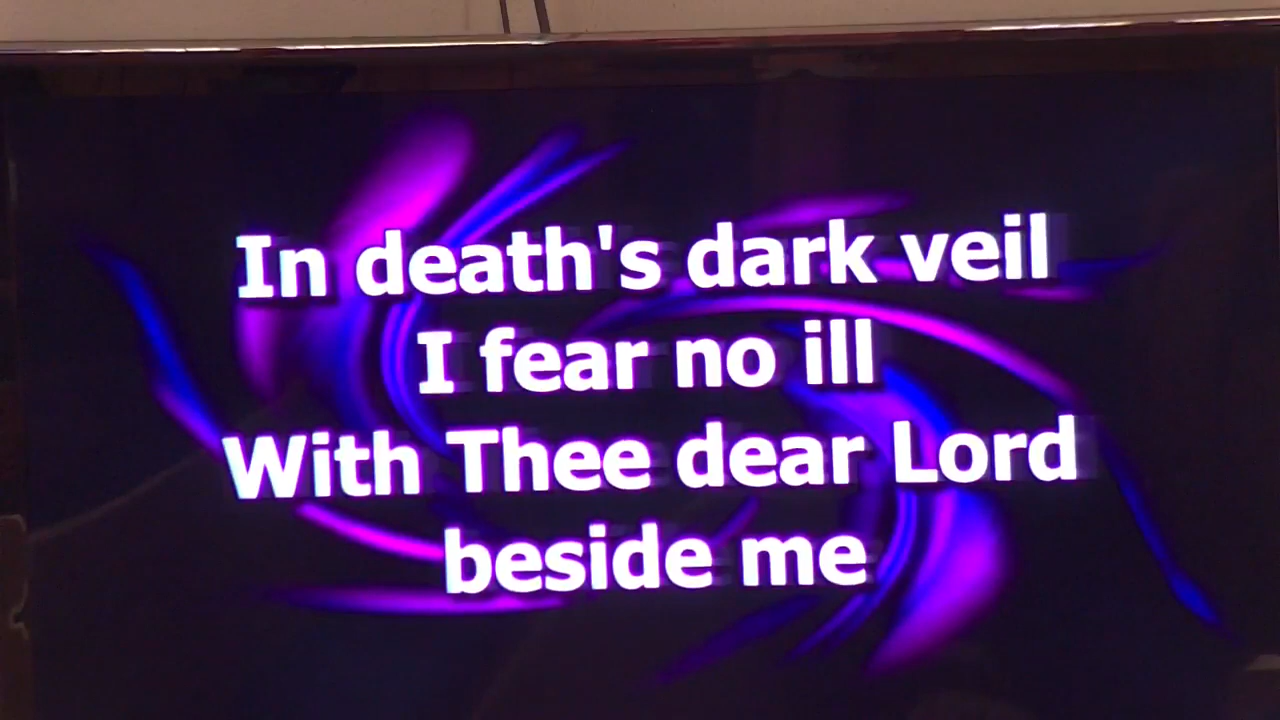 In death's dark veil
I fear no ill
With Thee dear Lord
beside me